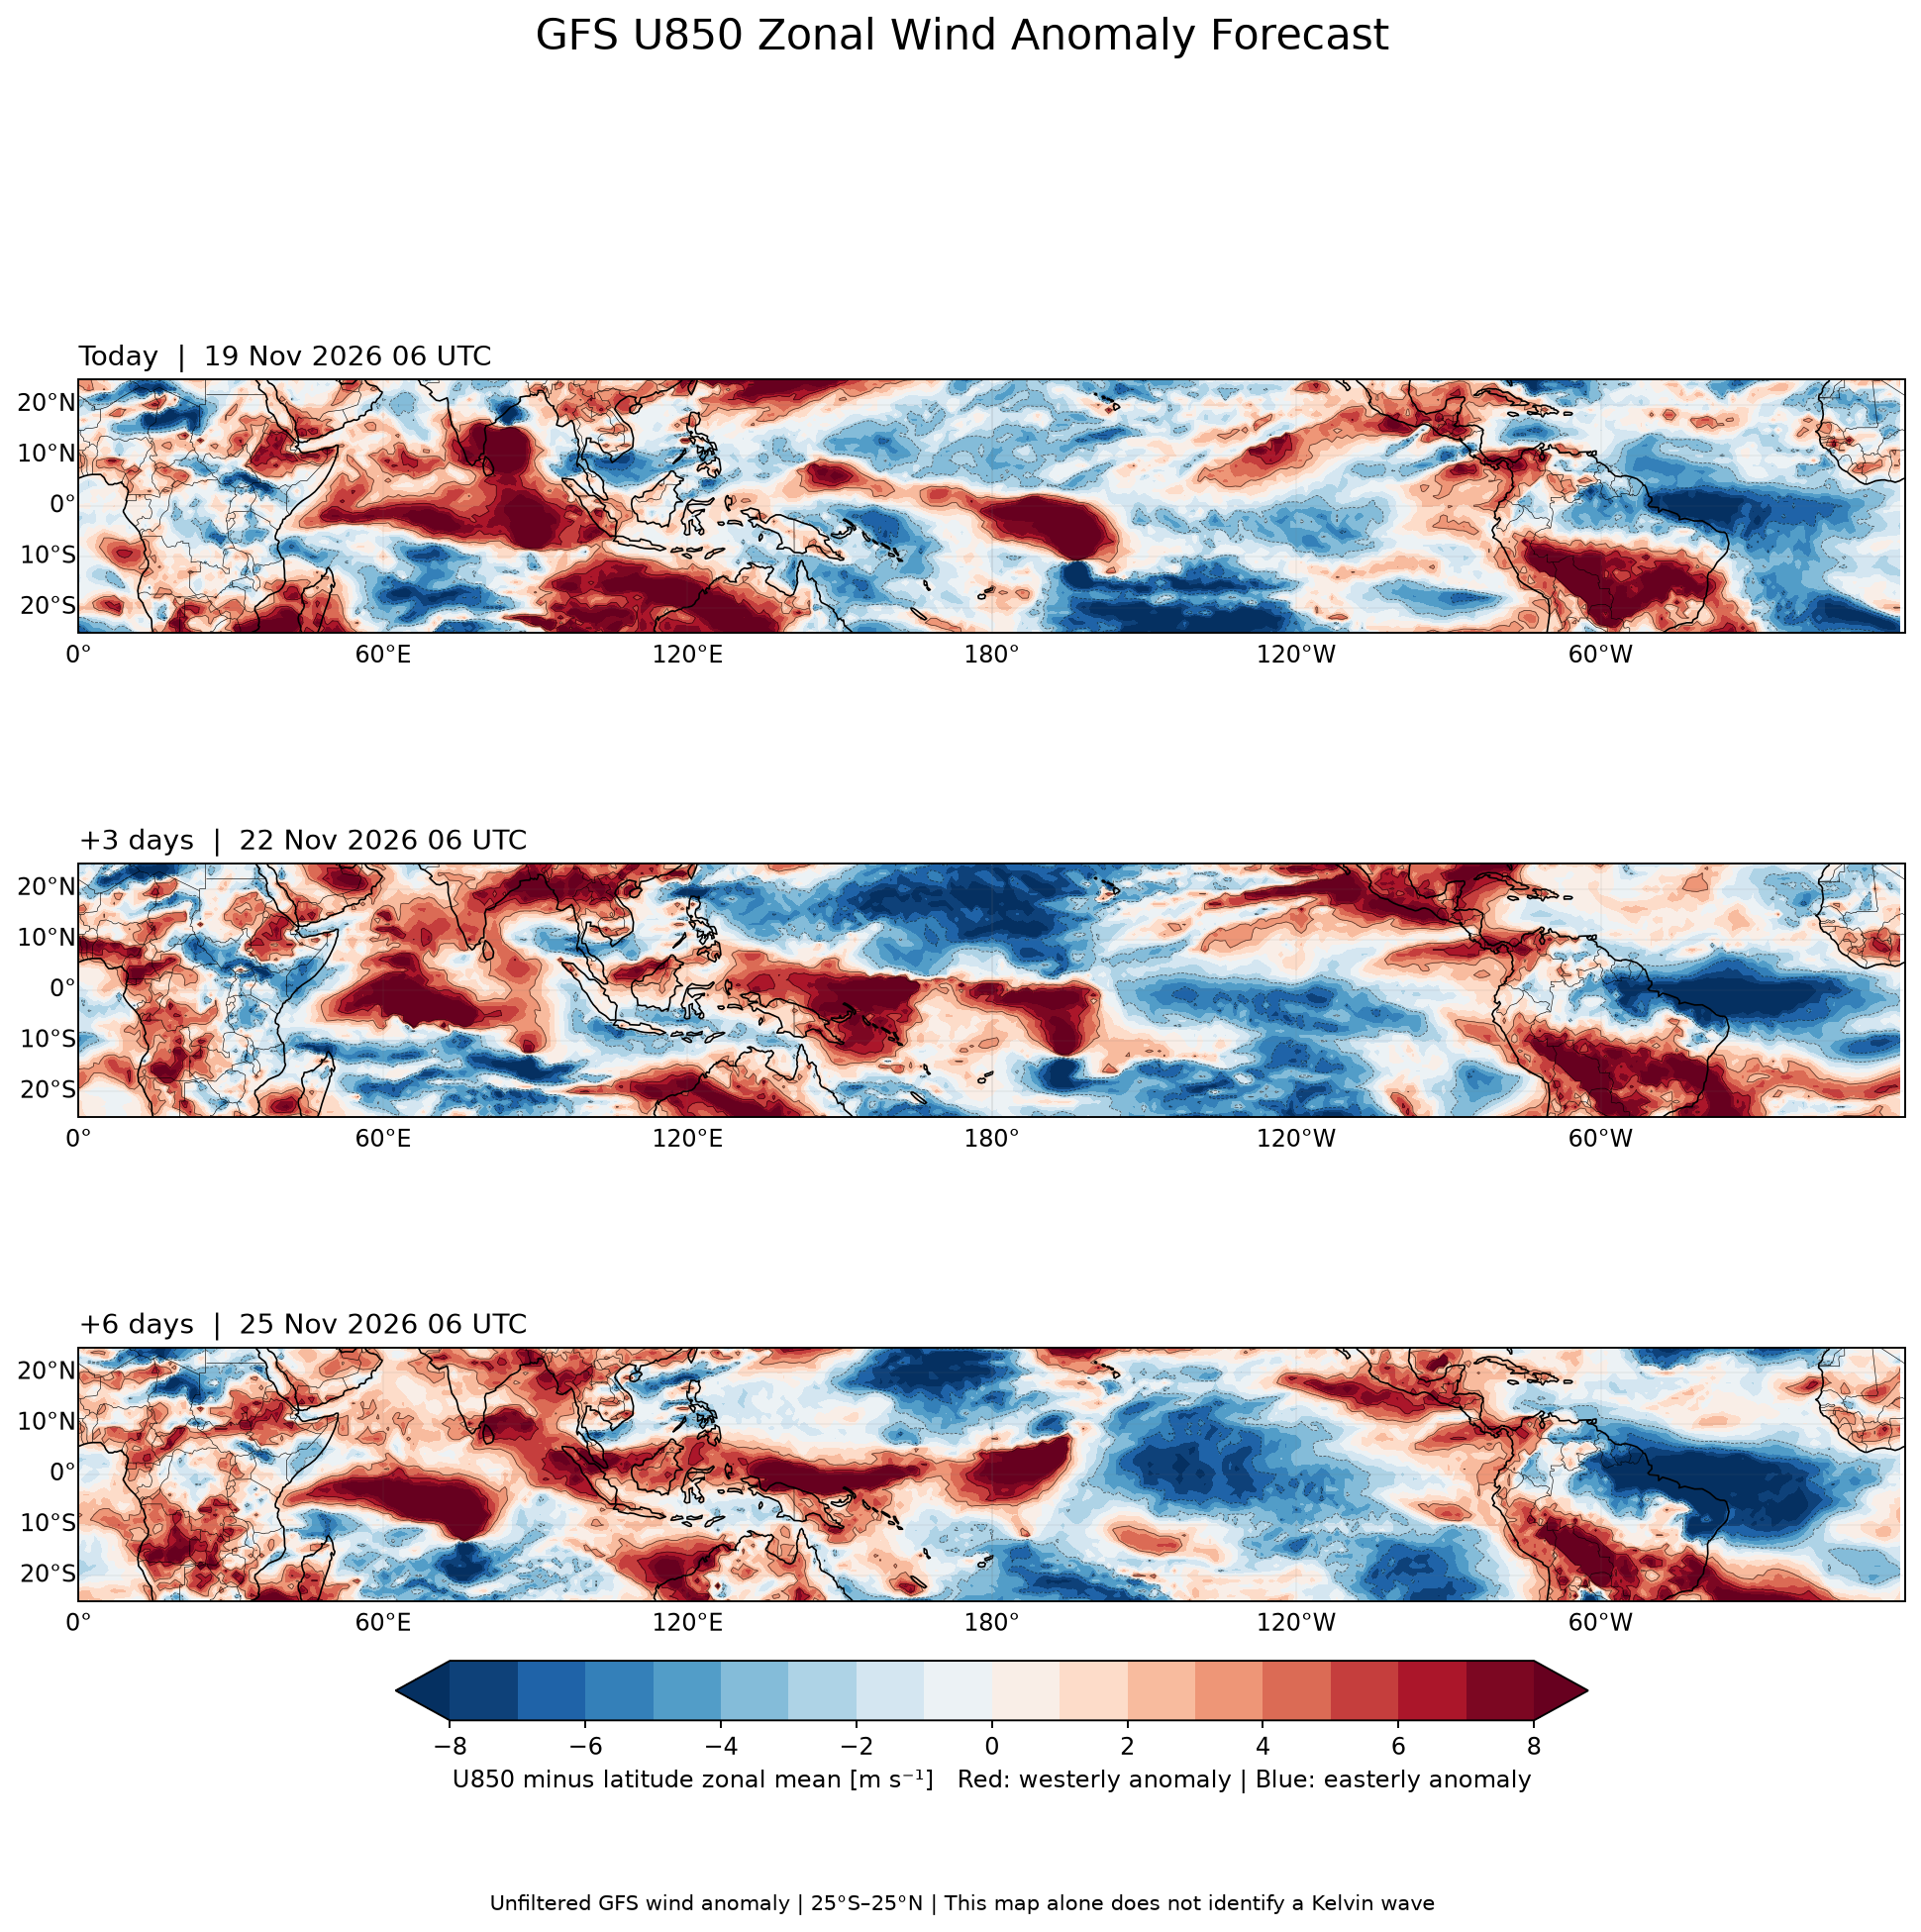 GFS U850 Zonal Wind Anomaly Forecast
Today | 19 Nov 2026 06 UTC
20°N
10°N
0°
10°S
20°S
0° 60°E 120°E 180° 120°W 60°W
+3 days | 22 Nov 2026 06 UTC
20°N
10°N
0°
10°S
20°S
0° 60°E 120°E 180° 120°W 60°W
+6 days | 25 Nov 2026 06 UTC
20°N
10°N
0°
10°S
20°S
0° 60°E 120°E 180° 120°W 60°W
−8 −6 −4 −2 0 2 4 6 8
U850 minus latitude zonal mean [m s⁻¹] Red: westerly anomaly | Blue: easterly anomaly
Unfiltered GFS wind anomaly | 25°S–25°N | This map alone does not identify a Kelvin wave